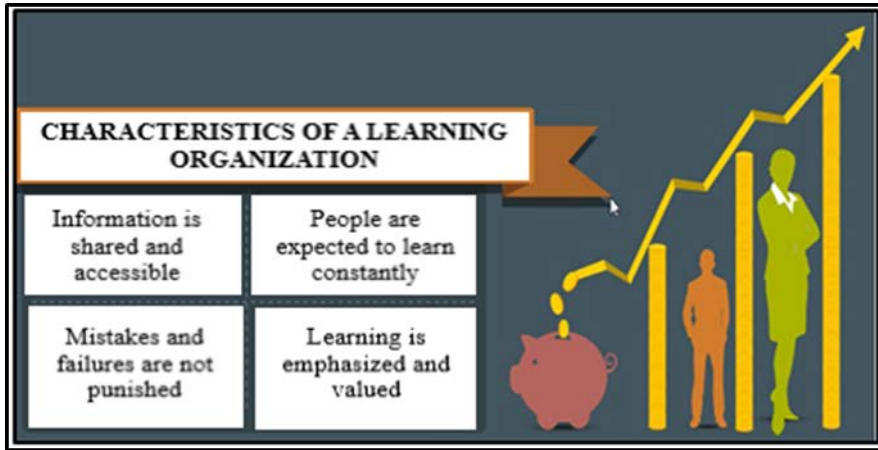 CHARACTERISTICS OF A LEARNING
ORGANIZATION
Information is
shared and
accessible
People are
expected to learn
constantly
Mistakes and
failures are not
punished
Learning is
emphasized and
valued